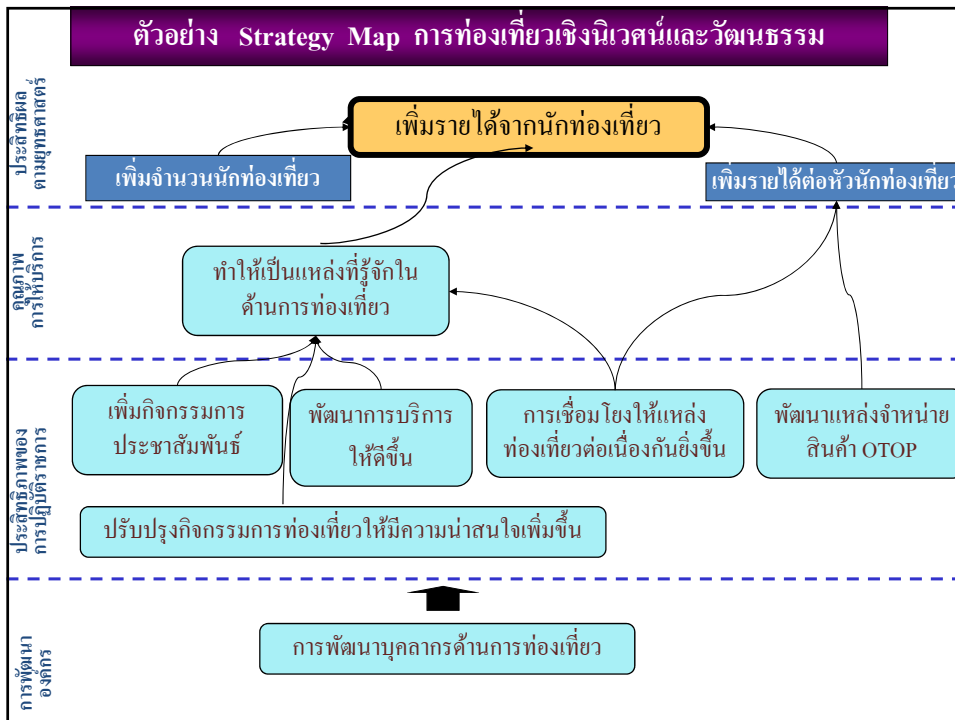 ตัวอย่าง Strategy Map การท่องเที่ยวเชิงนิเวศน์และวัฒนธรรม
ประสิทธิผล
ตามยุทธศาสตร์
เพิ่มรายได้จากนักท่องเที่ยว
เพิ่มจำนวนนักท่องเที่ยว
เพิ่มรายได้ต่อหัวนักท่องเที่ยว
คุณภาพ
การให้บริการ
ทำให้เป็นแหล่งที่รู้จักใน
ด้านการท่องเที่ยว
ประสิทธิภาพของ
การปฏิบัติราชการ
เพิ่มกิจกรรมการ
ประชาสัมพันธ์
พัฒนาการบริการ
ให้ดีขึ้น
การเชื่อมโยงให้แหล่ง
ท่องเที่ยวต่อเนื่องกันยิ่งขึ้น
พัฒนาแหล่งจำหน่าย
สินค้า OTOP
ปรับปรุงกิจกรรมการท่องเที่ยวให้มีความน่าสนใจเพิ่มขึ้น
การพัฒนา
องค์กร
การพัฒนาบุคลากรด้านการท่องเที่ยว